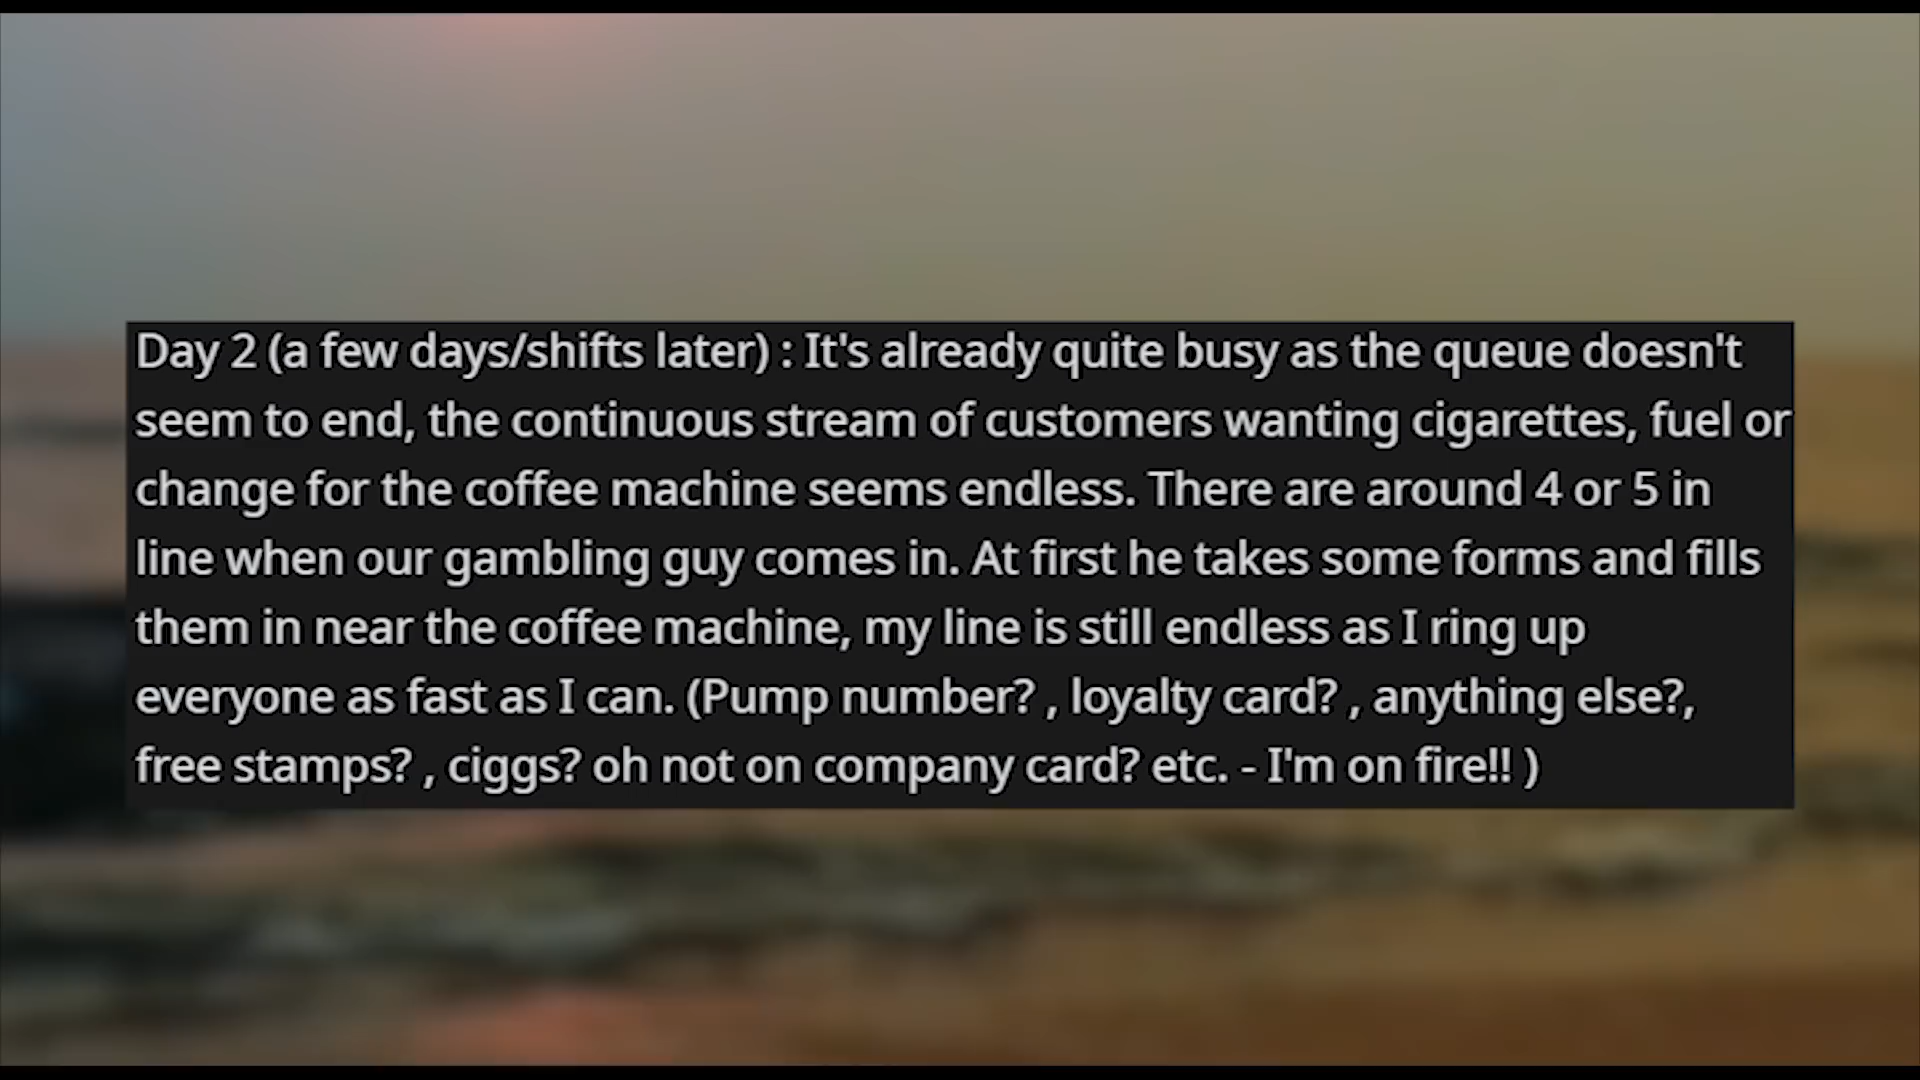 Day 2 (a few days/shifts later) : It's already quite busy as the queue doesn't
seem to end, the continuous stream of customers wanting cigarettes, fuel or
change for the coffee machine seems endless. There are around 4 or 5 in
line when our gambling guy comes in. At first he takes some forms and fills
them in near the coffee machine, my line is still endless as I ring up
everyone as fast as I can. (Pump number? , loyalty card? , anything else?,
free stamps? , ciggs? oh not on company card? etc. - I'm on fire!! )